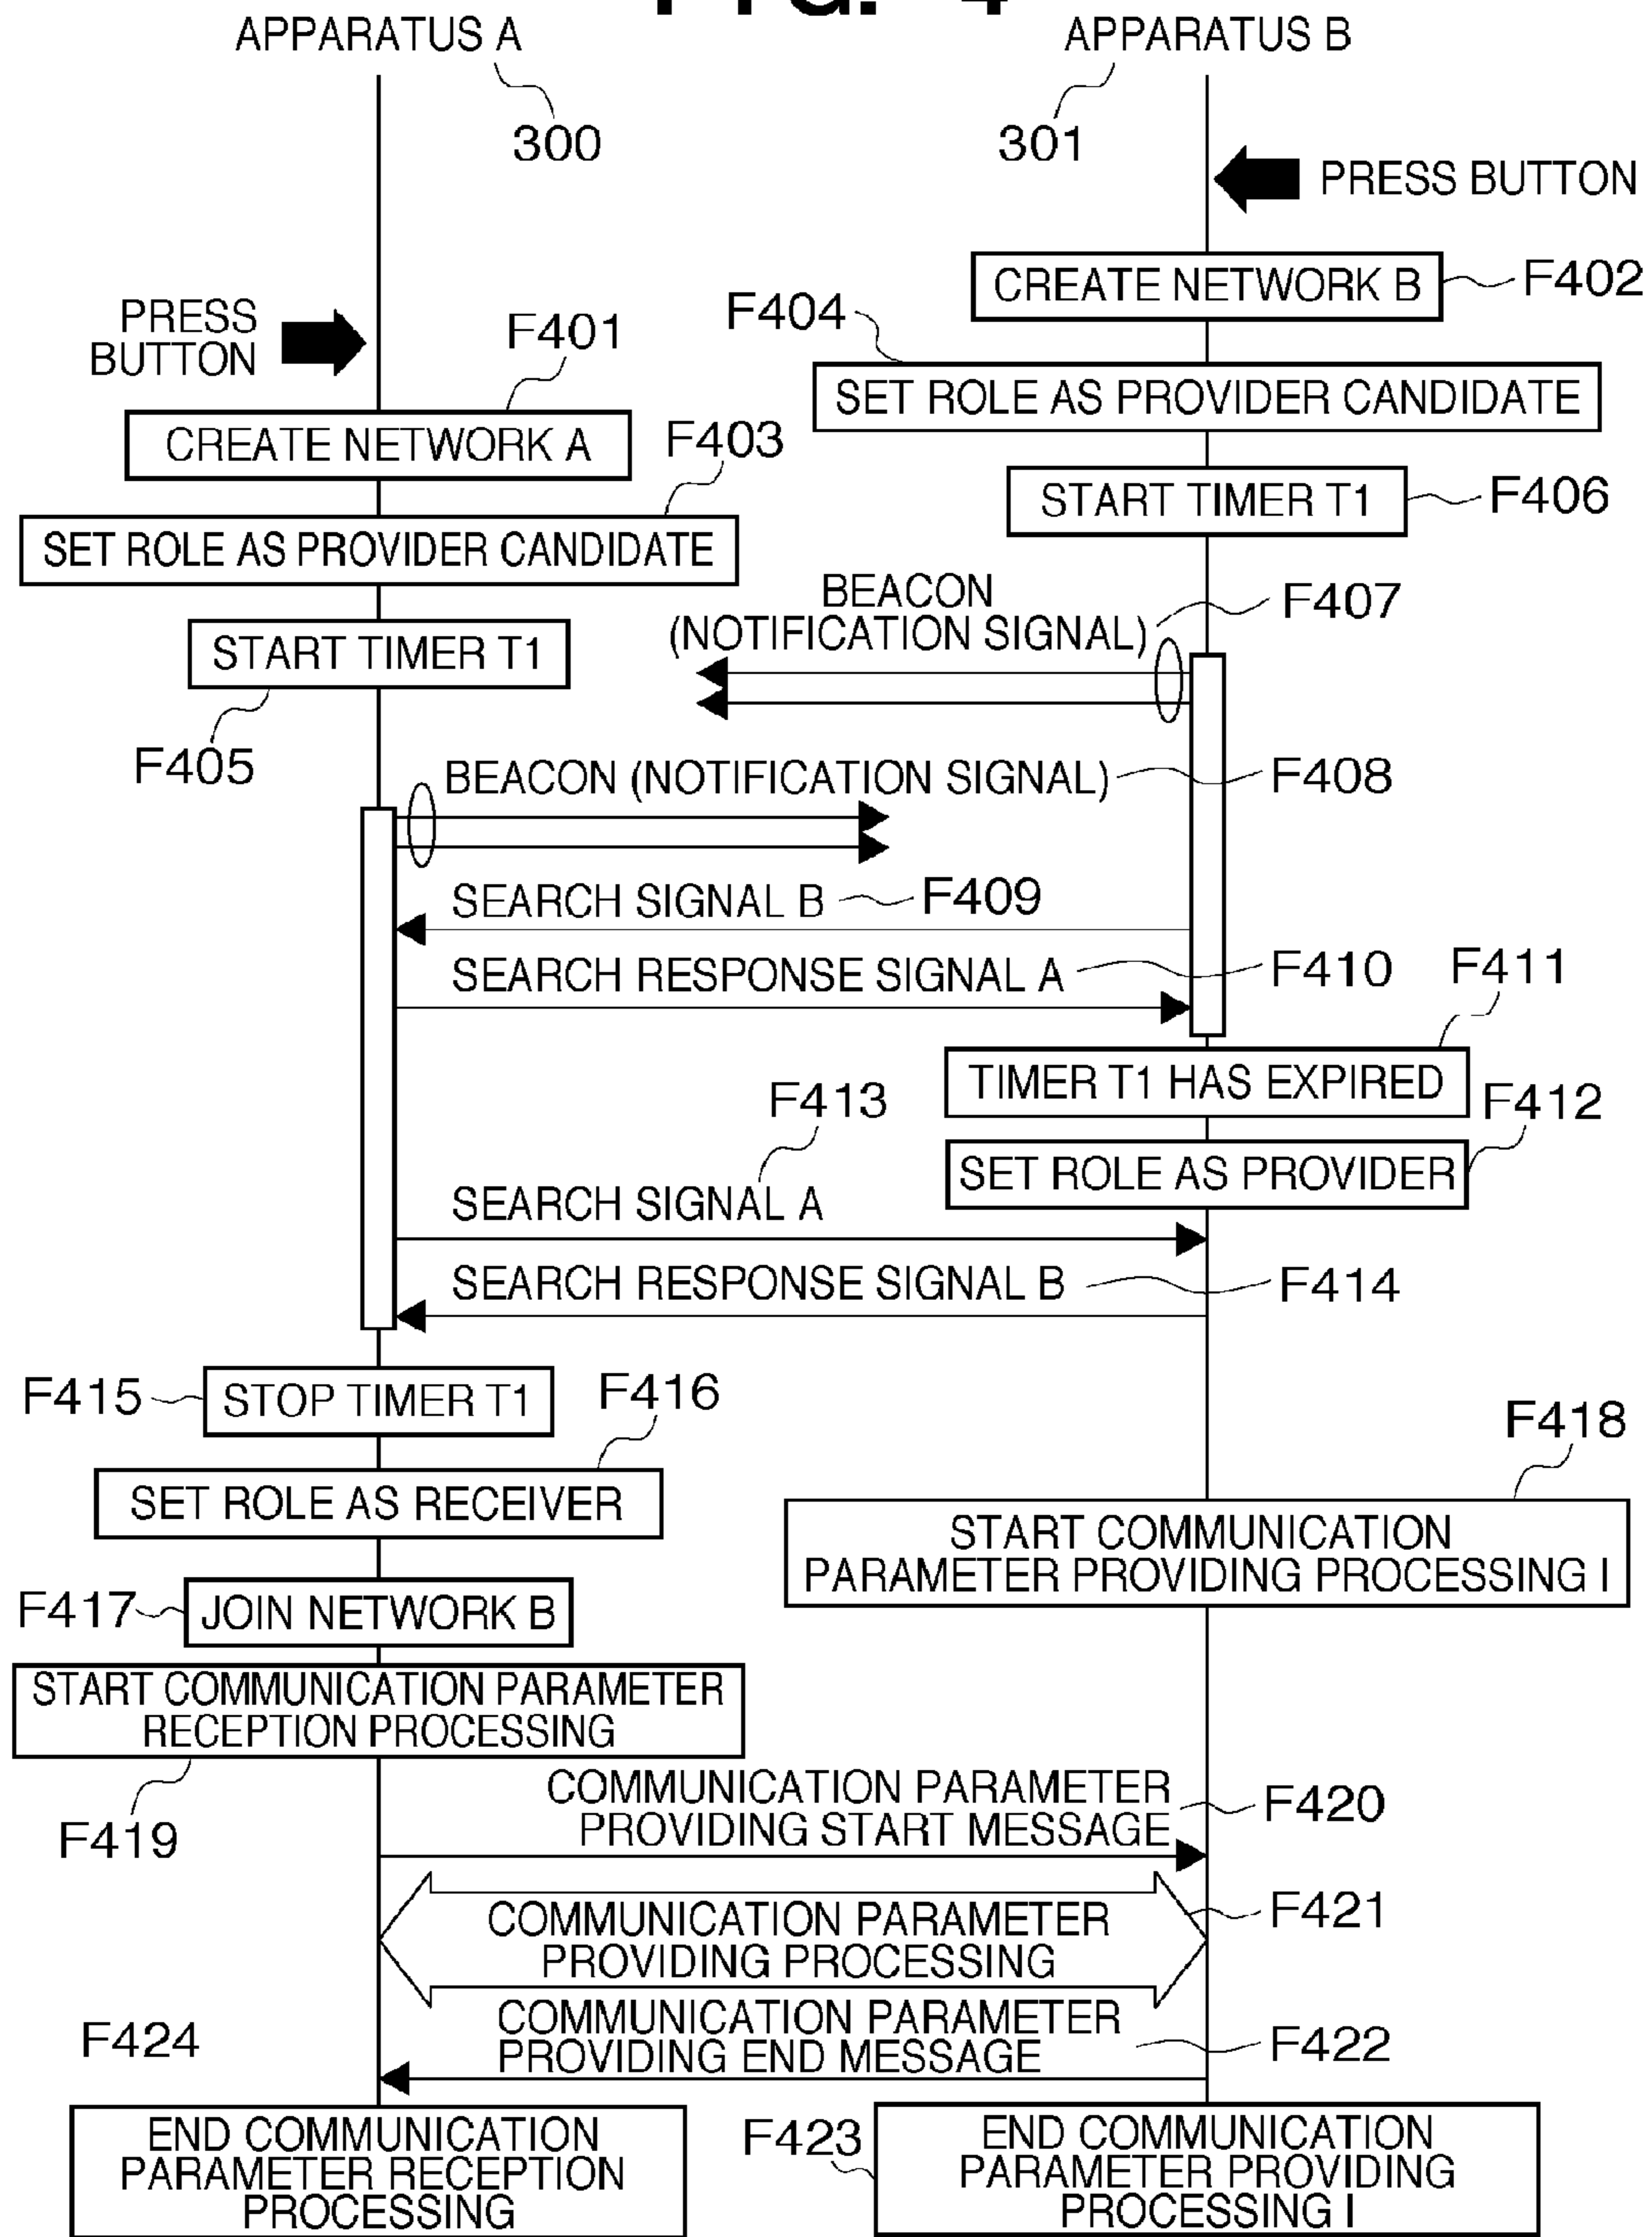 APPARATUS A
APPARATUS B
300
301
PRESS BUTTON
CREATE NETWORK B
F402
PRESS
BUTTON
F401
F404
SET ROLE AS PROVIDER CANDIDATE
CREATE NETWORK A
F403
START TIMER T1
F406
SET ROLE AS PROVIDER CANDIDATE
BEACON
(NOTIFICATION SIGNAL)
F407
START TIMER T1
F405
BEACON (NOTIFICATION SIGNAL)
F408
SEARCH SIGNAL B
F409
SEARCH RESPONSE SIGNAL A
F410
F411
TIMER T1 HAS EXPIRED
F413
F412
SET ROLE AS PROVIDER
SEARCH SIGNAL A
SEARCH RESPONSE SIGNAL B
F414
F415
STOP TIMER T1
F416
F418
SET ROLE AS RECEIVER
START COMMUNICATION
PARAMETER PROVIDING PROCESSING I
F417
JOIN NETWORK B
START COMMUNICATION PARAMETER
RECEPTION PROCESSING
F419
COMMUNICATION PARAMETER
PROVIDING START MESSAGE
F420
COMMUNICATION PARAMETER
PROVIDING PROCESSING
F421
COMMUNICATION PARAMETER
PROVIDING END MESSAGE
F422
F424
END COMMUNICATION
PARAMETER RECEPTION
PROCESSING
F423
END COMMUNICATION
PARAMETER PROVIDING
PROCESSING I